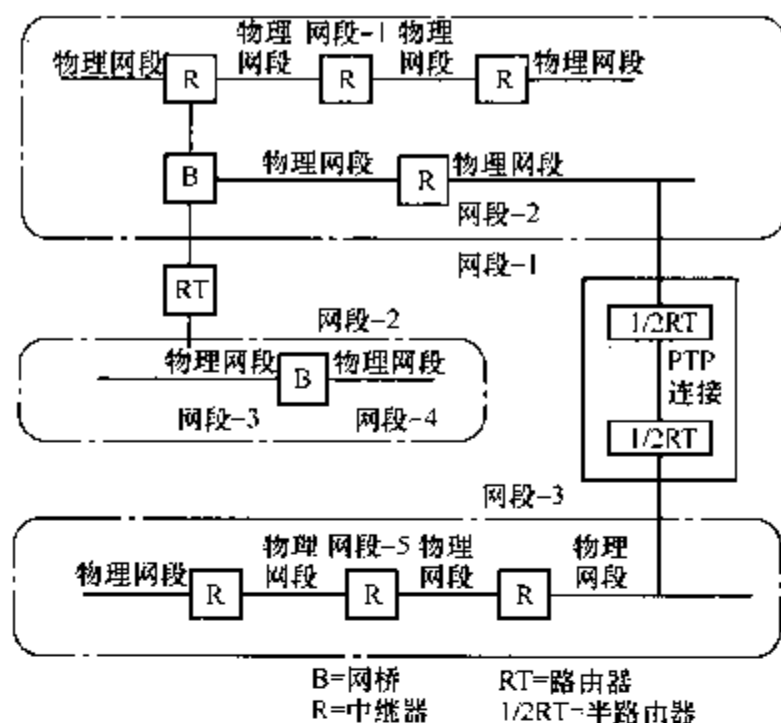 物理 网段-1 物理
物理网段 网段 网段 物理网段
R R R
物理网段 物理网段
B R
网段-2
网段-1
RT
网段-2
1/2RT
物理网段 物理网段
B
PTP
连接
网段-3 网段-4
1/2RT
网段-3
物理 网段-5 物理 物理
物理网段 网段 网段 网段
R R R
B=网桥 RT=路由器
R=中继器 1/2RT=半路由器